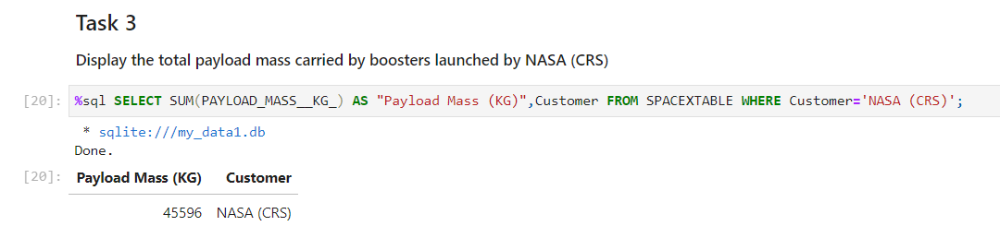 Task 3
Display the total payload mass carried by boosters launched by NASA (CRS)
[20]: %sql SELECT SUM(PAYLOAD_MASS__KG_) AS "Payload Mass (KG)",Customer FROM SPACEXTABLE WHERE Customer='NASA (CRS)';
* sqlite:///my_data1.db
Done.
[20]: Payload Mass (KG) Customer
45596 NASA (CRS)